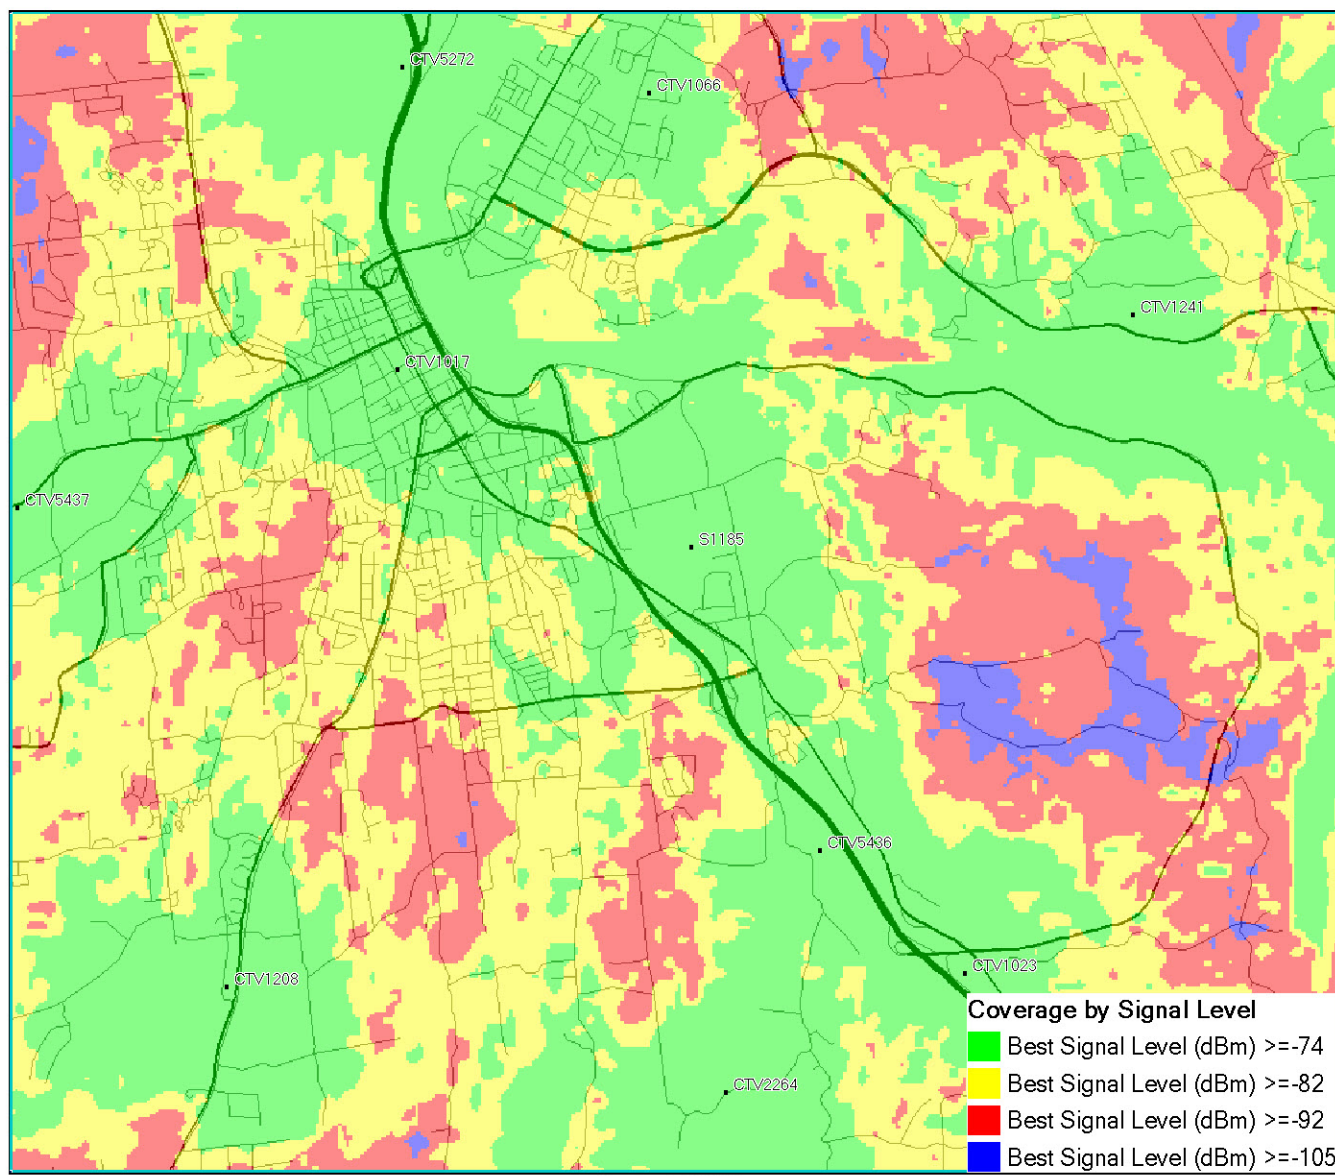 CTV5272
CTV1066
CTV1241
CTV1017
CTV5437
S1185
CTV5436
CTV1023
CTV1208
CTV2264
Coverage by Signal Level
Best Signal Level (dBm) >=-74
Best Signal Level (dBm) >=-82
Best Signal Level (dBm) >=-92
Best Signal Level (dBm) >=-105